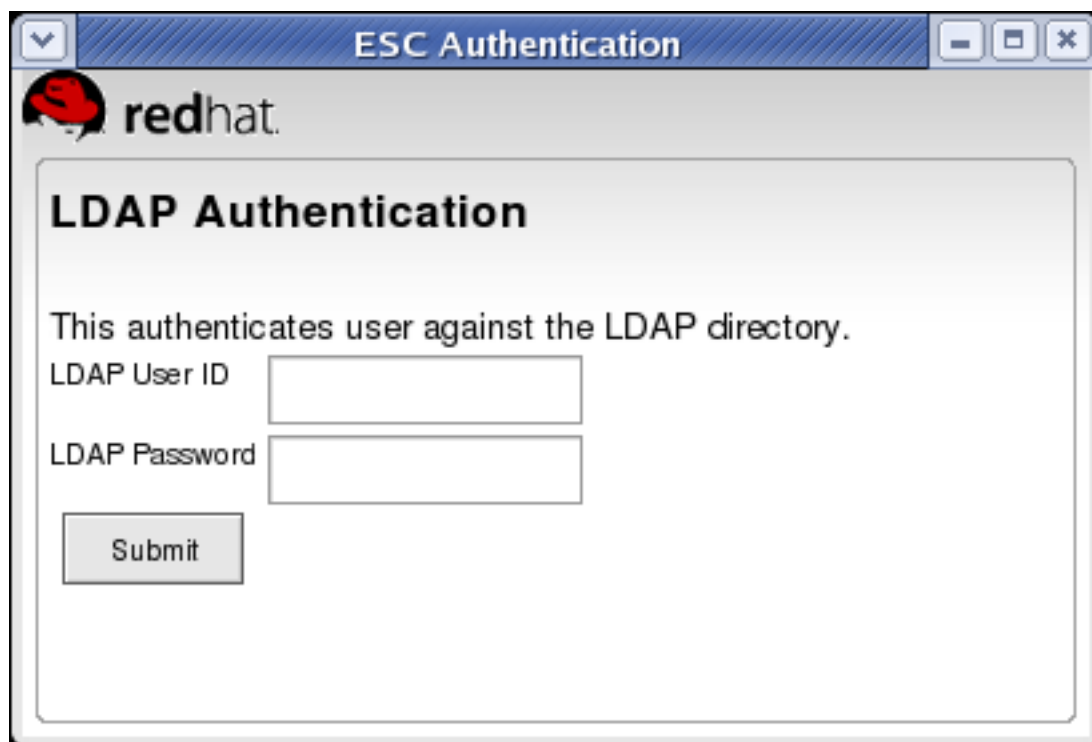 ESC Authentication
redhat.
LDAP Authentication
This authenticates user against the LDAP directory.
LDAP User ID
LDAP Password
Submit